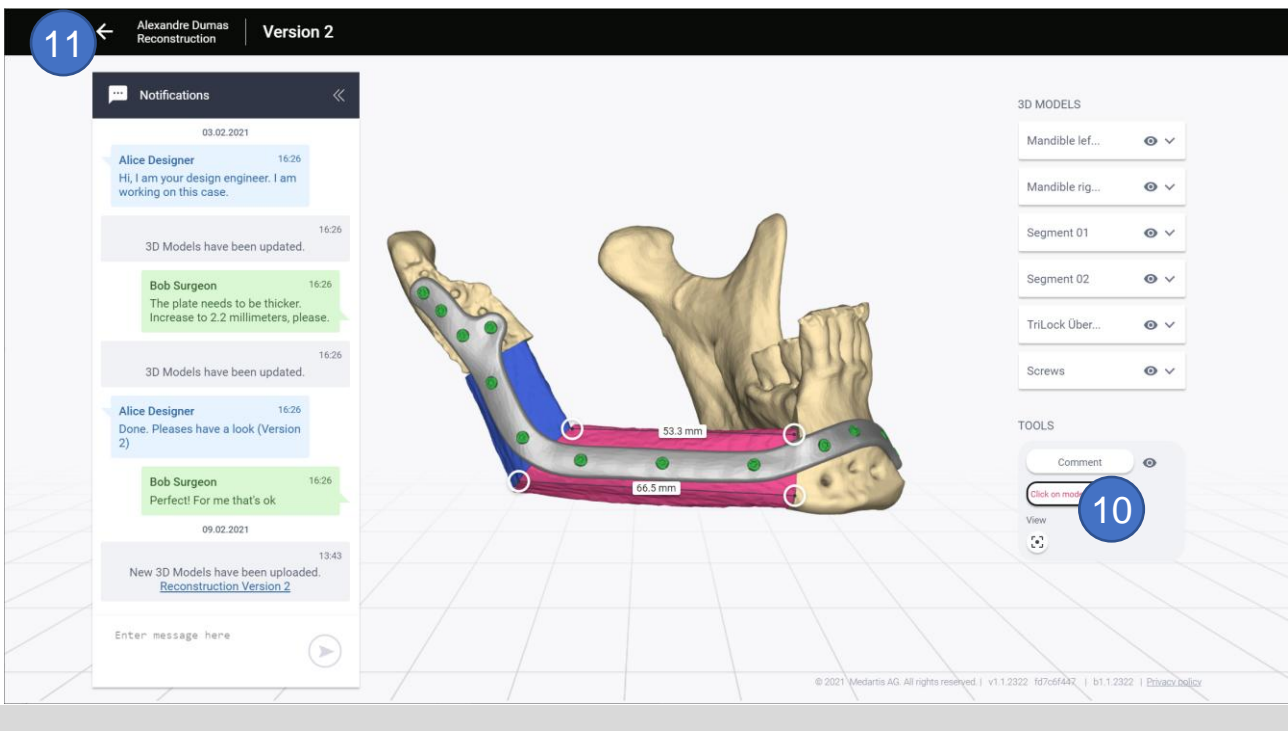 11
Alexandre Dumas
Reconstruction
Version 2
Notifications
03.02.2021
Alice Designer 16:26
Hi, I am your design engineer. I am
working on this case.
16:26
3D Models have been updated.
Bob Surgeon 16:26
The plate needs to be thicker.
Increase to 2.2 millimeters, please.
16:26
3D Models have been updated.
Alice Designer 16:26
Done. Pleases have a look (Version
2)
Bob Surgeon 16:26
Perfect! For me that's ok
09.02.2021
13:43
New 3D Models have been uploaded.
Reconstruction Version 2
Enter message here
53.3 mm
66.5 mm
3D MODELS
Mandible lef...
Mandible rig...
Segment 01
Segment 02
TriLock Über...
Screws
TOOLS
Comment
Click on mode
10
View
© 2021 Medartis AG. All rights reserved. | v1.1.2322 fd7c6f447 | b1.1.2322 | Privacy policy